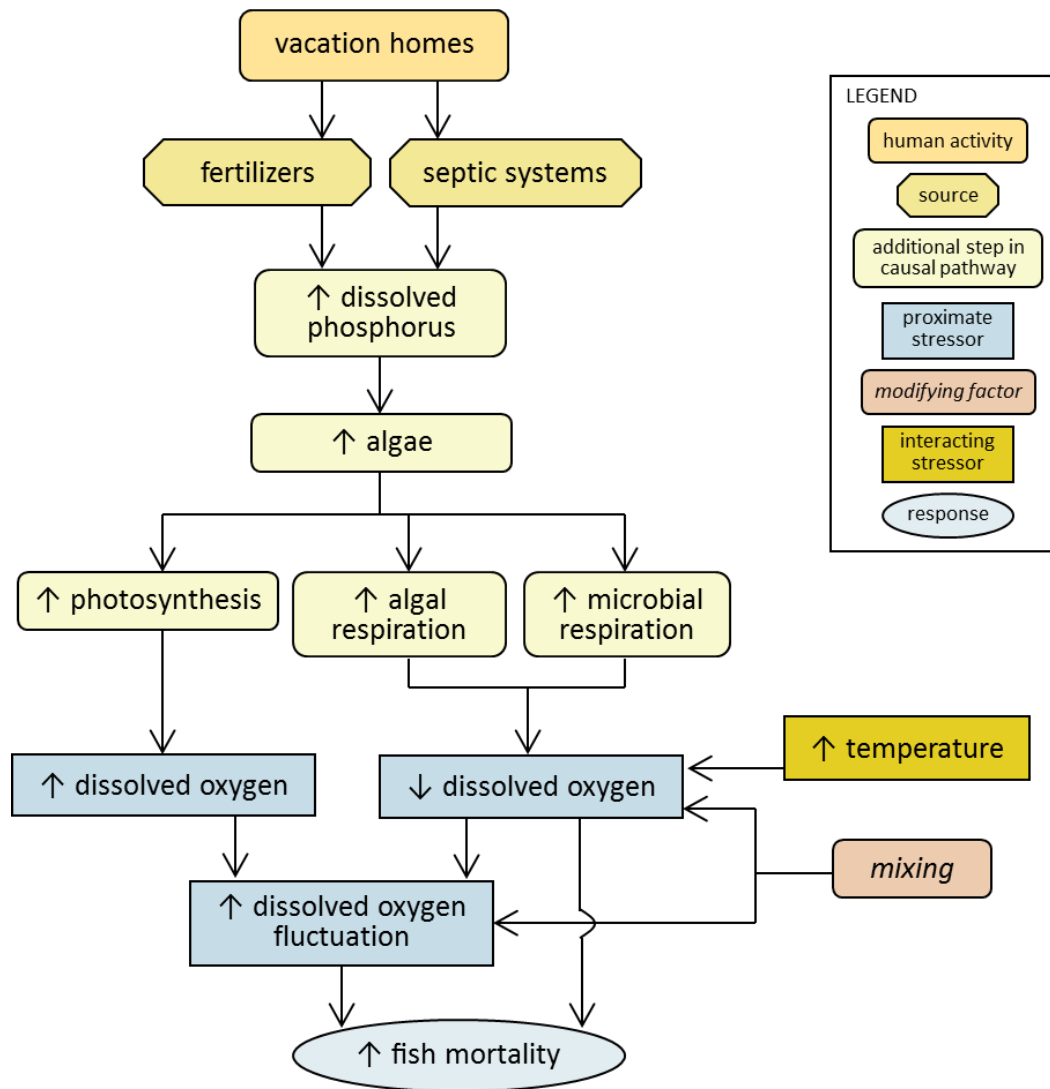 vacation homes
fertilizers
septic systems
↑ dissolved
phosphorus
↑ algae
↑ photosynthesis
↑ algal
respiration
↑ microbial
respiration
↑ dissolved oxygen
↓ dissolved oxygen
↑ temperature
mixing
↑ dissolved oxygen
fluctuation
↑ fish mortality
LEGEND
human activity
source
additional step in
causal pathway
proximate
stressor
modifying factor
interacting
stressor
response